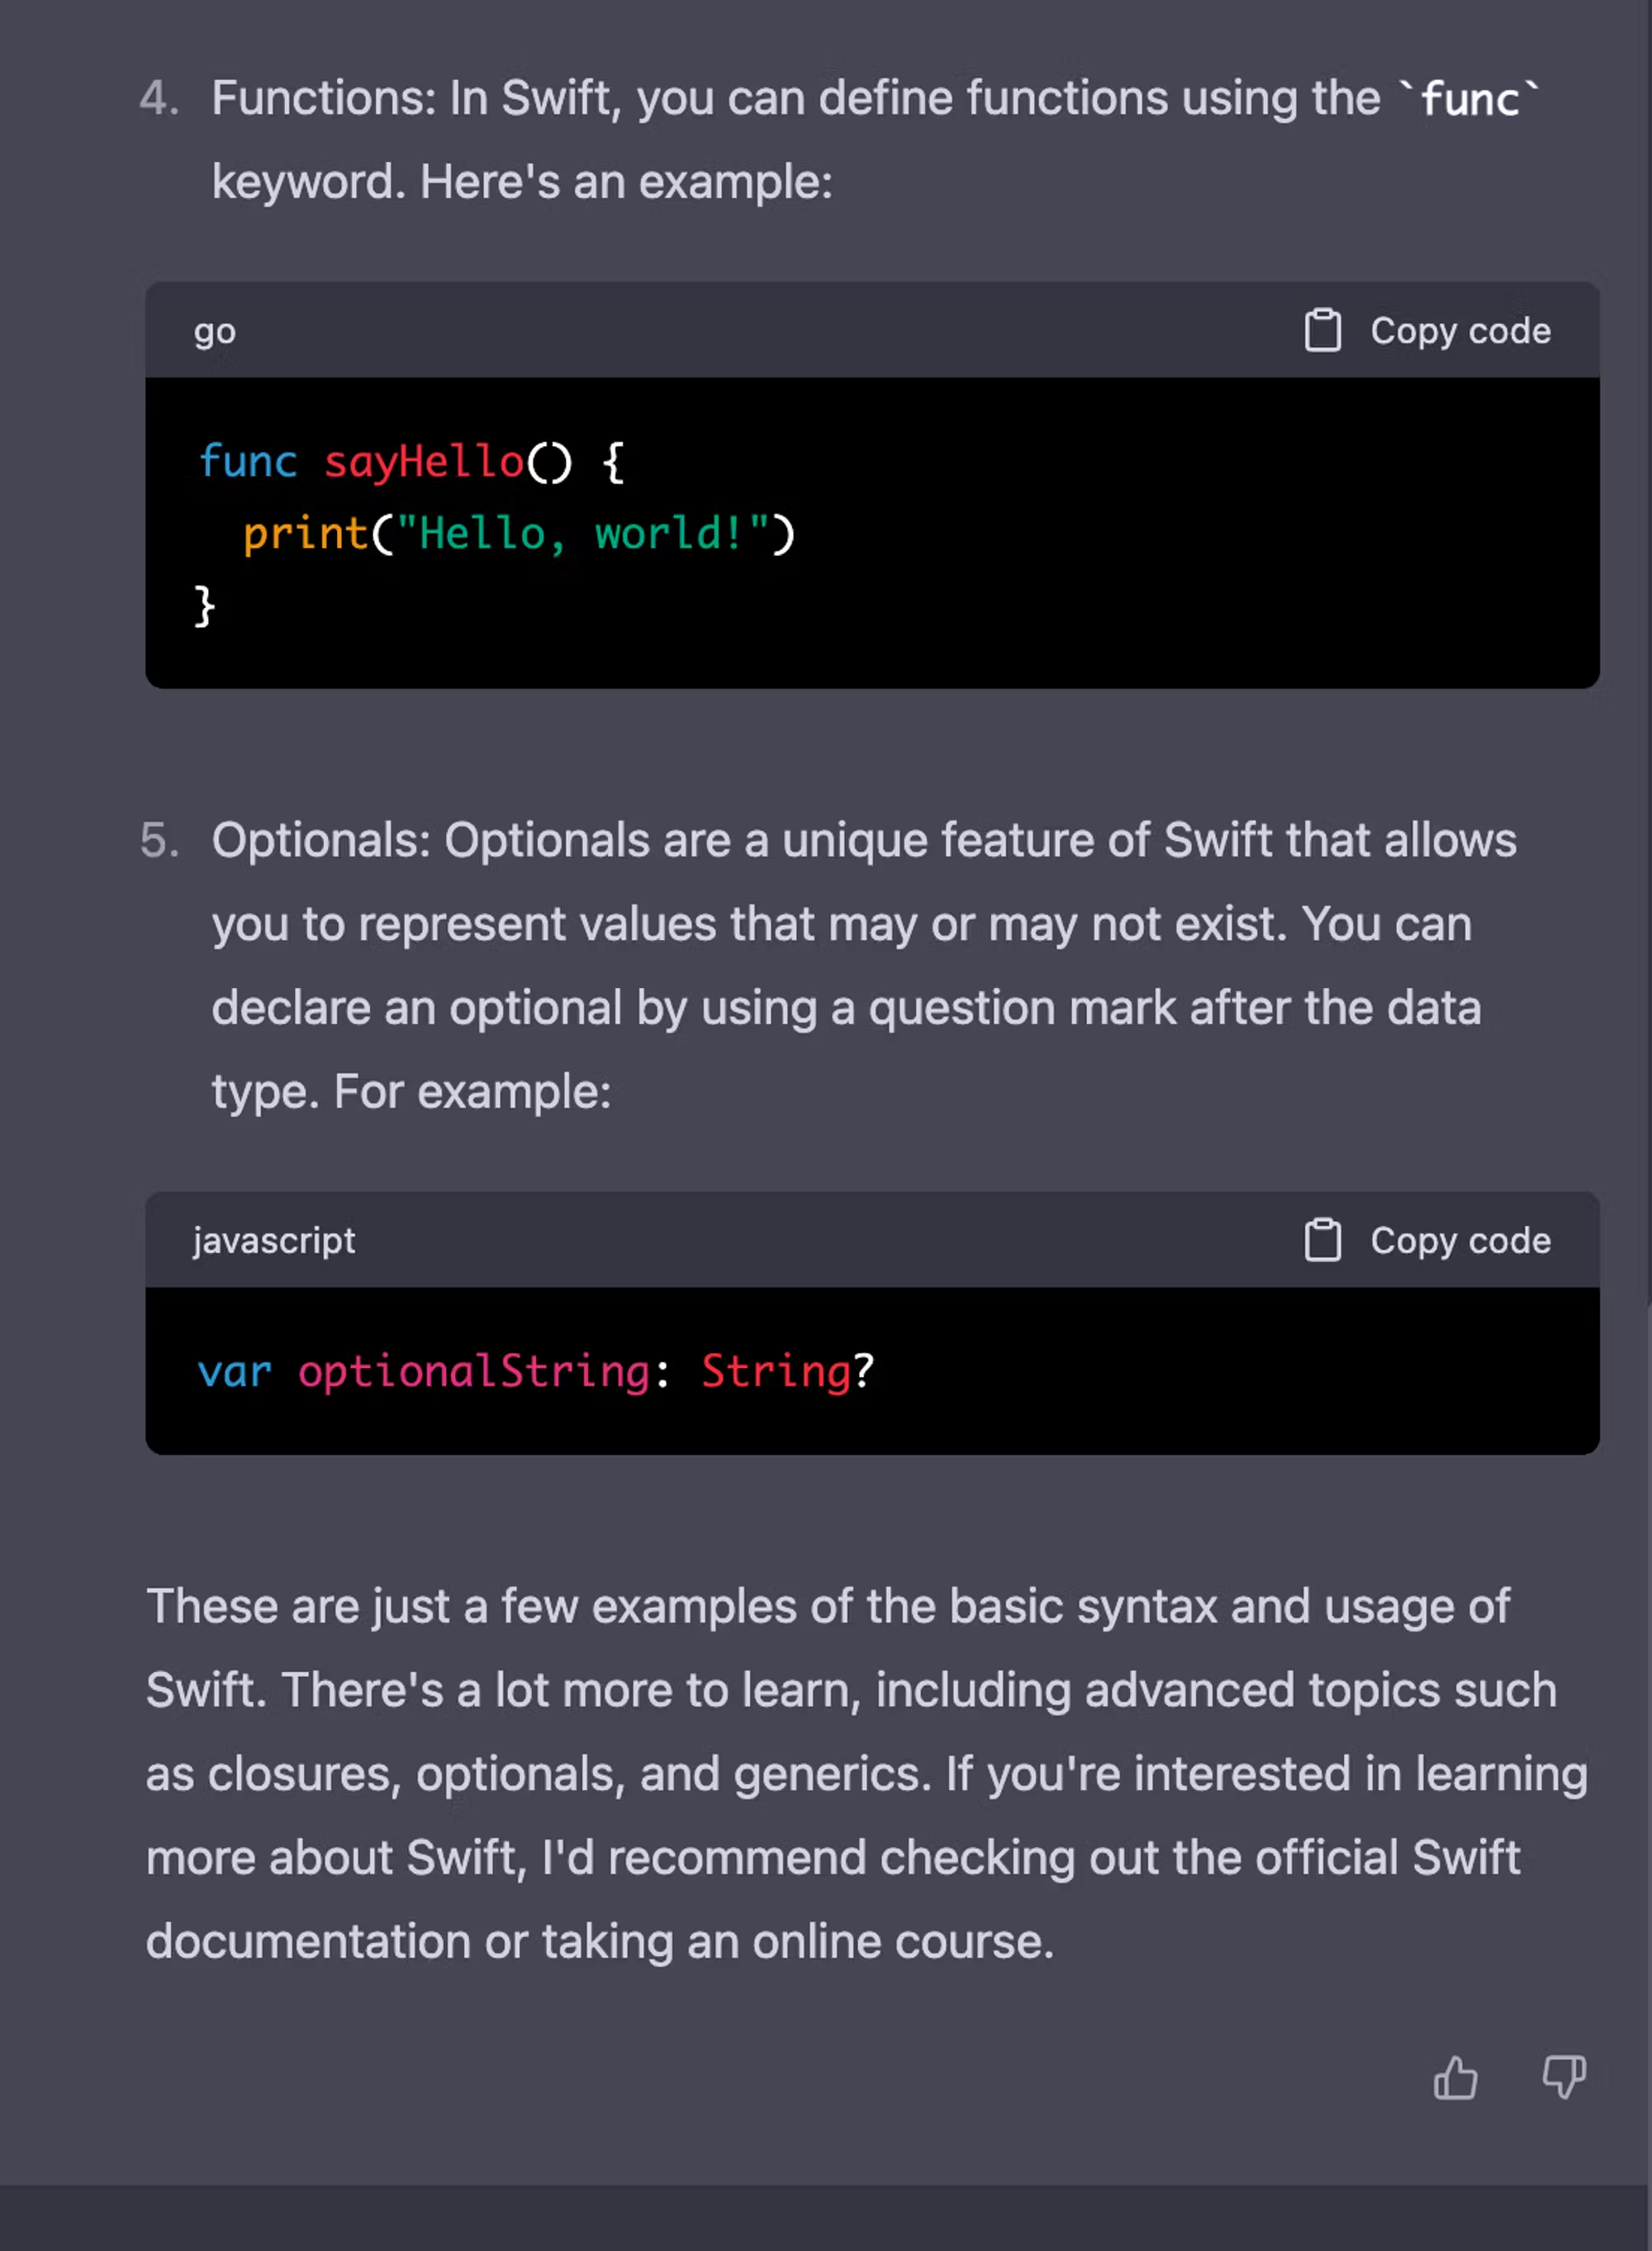 4. Functions: In Swift, you can define functions using the `func`
keyword. Here's an example:
go Copy code
func sayHello() {
  print("Hello, world!")
}
5. Optionals: Optionals are a unique feature of Swift that allows
you to represent values that may or may not exist. You can
declare an optional by using a question mark after the data
type. For example:
javascript Copy code
var optionalString: String?
These are just a few examples of the basic syntax and usage of
Swift. There's a lot more to learn, including advanced topics such
as closures, optionals, and generics. If you're interested in learning
more about Swift, I'd recommend checking out the official Swift
documentation or taking an online course.